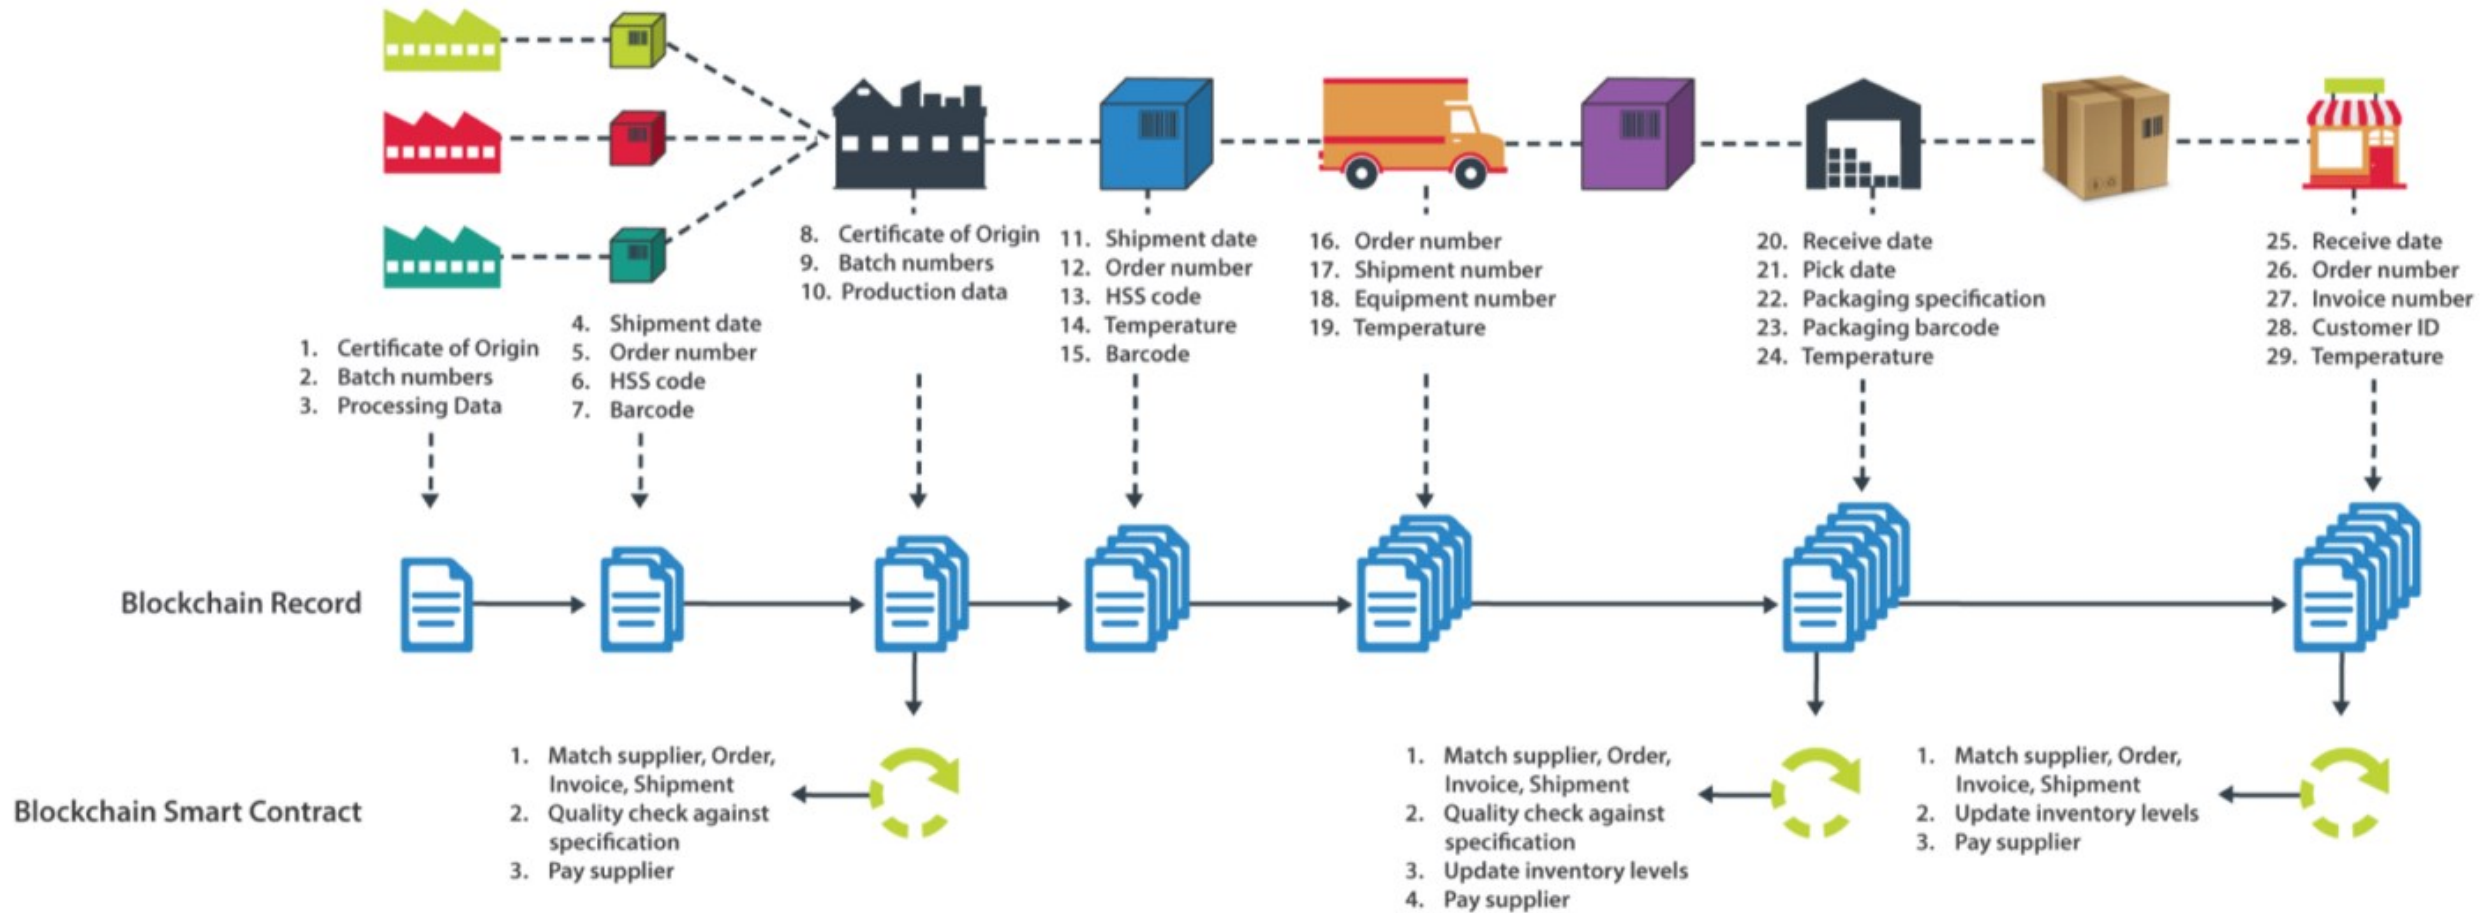 1. Certificate of Origin
2. Batch numbers
3. Processing Data
4. Shipment date
5. Order number
6. HSS code
7. Barcode
8. Certificate of Origin
9. Batch numbers
10. Production data
11. Shipment date
12. Order number
13. HSS code
14. Temperature
15. Barcode
16. Order number
17. Shipment number
18. Equipment number
19. Temperature
20. Receive date
21. Pick date
22. Packaging specification
23. Packaging barcode
24. Temperature
25. Receive date
26. Order number
27. Invoice number
28. Customer ID
29. Temperature
Blockchain Record
Blockchain Smart Contract
1. Match supplier, Order,
Invoice, Shipment
2. Quality check against
specification
3. Pay supplier
1. Match supplier, Order,
Invoice, Shipment
2. Quality check against
specification
3. Update inventory levels
4. Pay supplier
1. Match supplier, Order,
Invoice, Shipment
2. Update inventory levels
3. Pay supplier